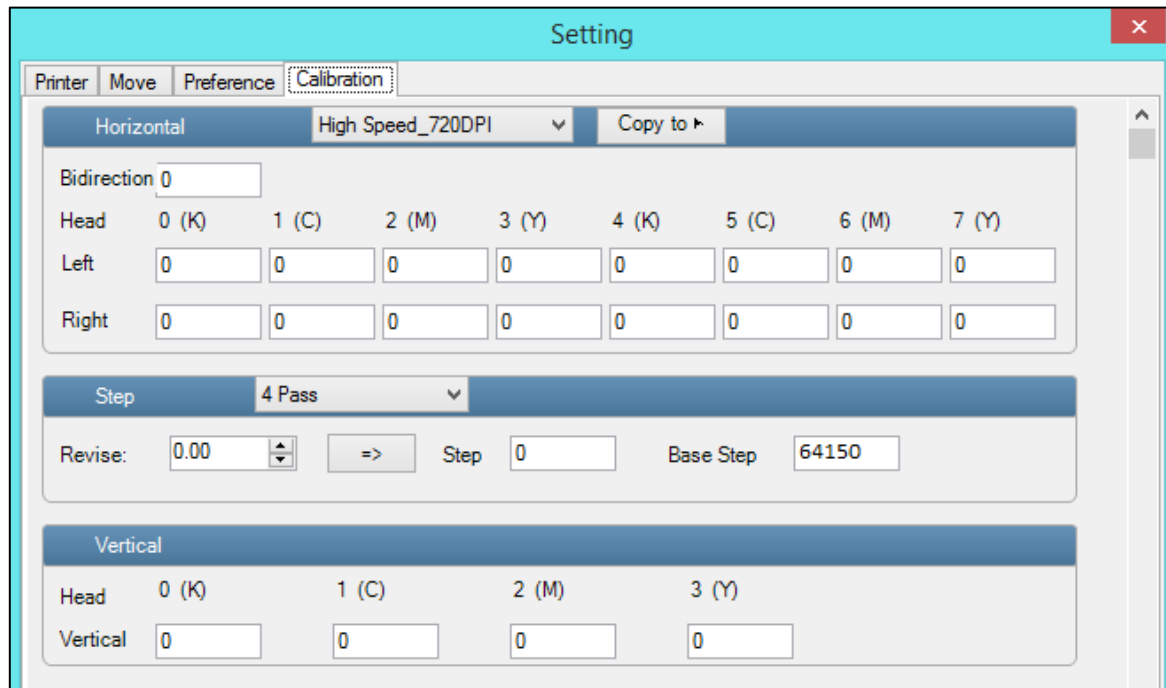 Setting
Printer Move Preference Calibration
Horizontal High Speed_720DPI Copy to
Bidirection 0
Head 0 (K) 1 (C) 2 (M) 3 (Y) 4 (K) 5 (C) 6 (M) 7 (Y)
Left 0 0 0 0 0 0 0 0
Right 0 0 0 0 0 0 0 0
Step 4 Pass
Revise: 0.00 => Step 0 Base Step 64150
Vertical
Head 0 (K) 1 (C) 2 (M) 3 (Y)
Vertical 0 0 0 0